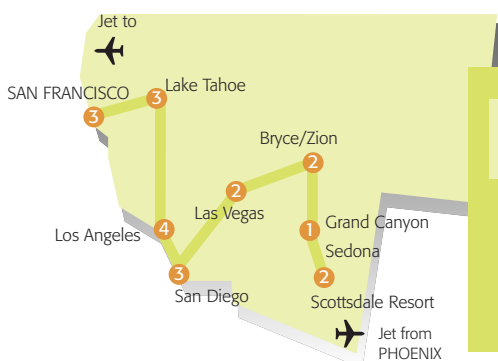 Jet to
SAN FRANCISCO
3
3
Lake Tahoe
Bryce/Zion
2
2
Las Vegas
Los Angeles
4
1
Grand Canyon
Sedona
3
San Diego
2
Scottsdale Resort
Jet from
PHOENIX